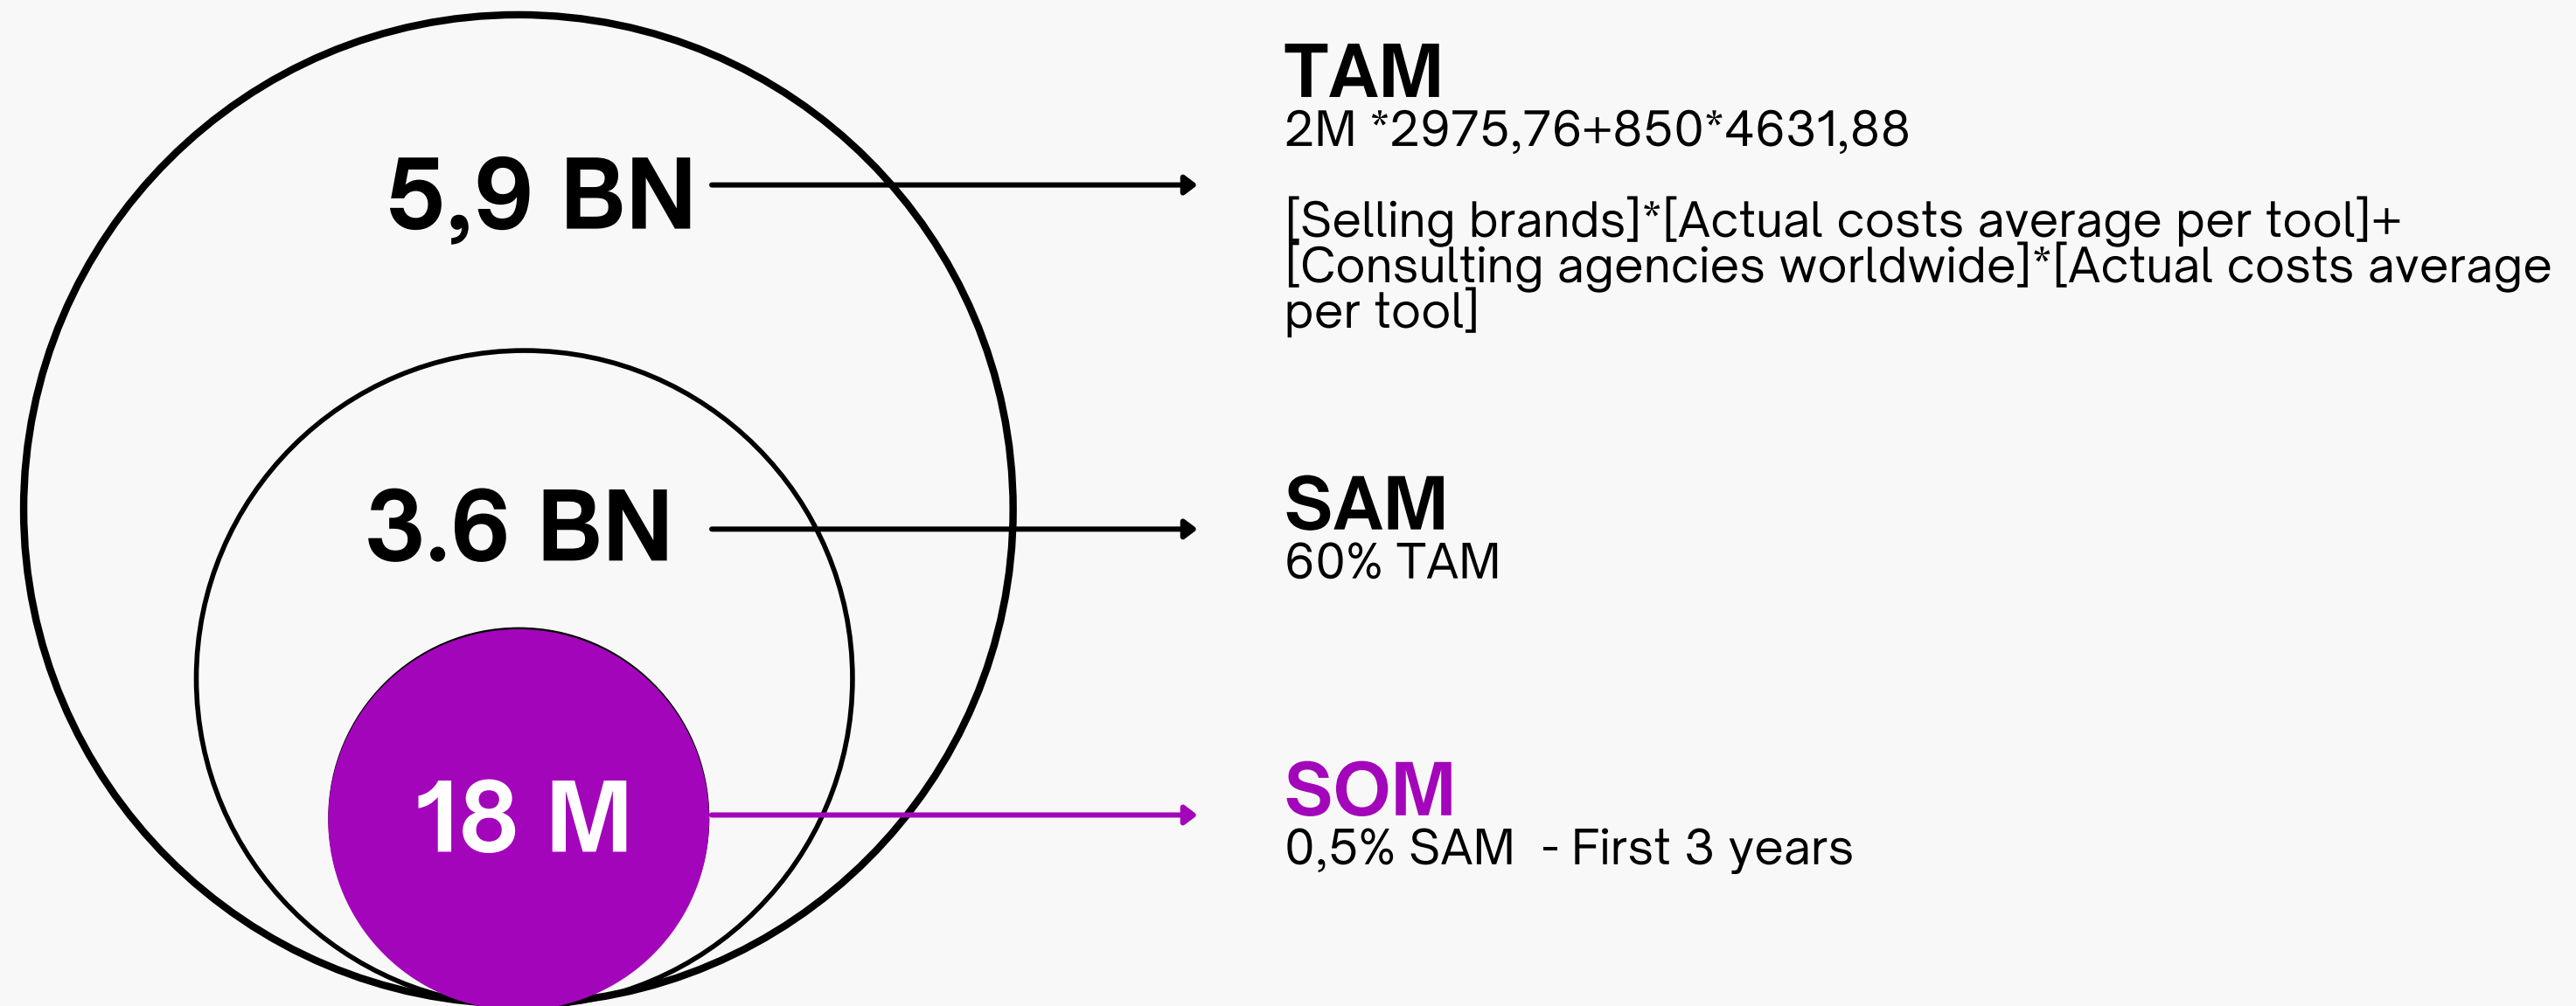 TAM
2M *2975,76+850*4631,88
5,9 BN
[Selling brands]*[Actual costs average per tool]+
[Consulting agencies worldwide]*[Actual costs average
per tool]
3.6 BN
SAM
60% TAM
18 M
SOM
0,5% SAM - First 3 years